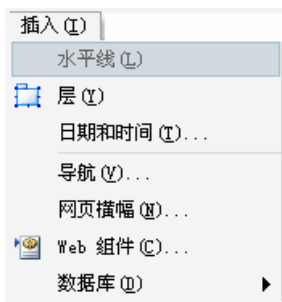 插入(I)
水平线(L)
层(Y)
日期和时间(T)...
导航(V)...
网页横幅(N)...
Web 组件(C)...
数据库(D)